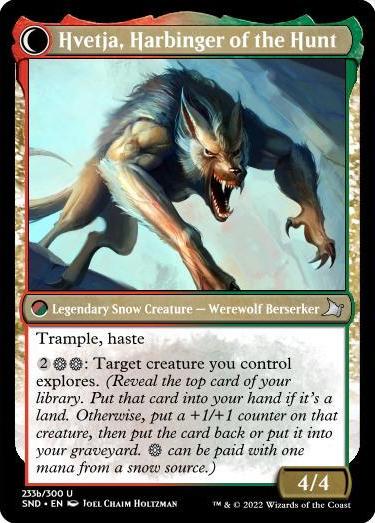 Hvetja, Harbinger of the Hunt
Legendary Snow Creature — Werewolf Berserker
Trample, haste
2 : Target creature you control
explores. (Reveal the top card of your
library. Put that card into your hand if it's a
land. Otherwise, put a +1/+1 counter on that
creature, then put the card back or put it into
your graveyard. can be paid with one
mana from a snow source.)
4/4
233b/300 U
SND • EN Joel Chaim Holtzman
™ & © 2022 Wizards of the Coast